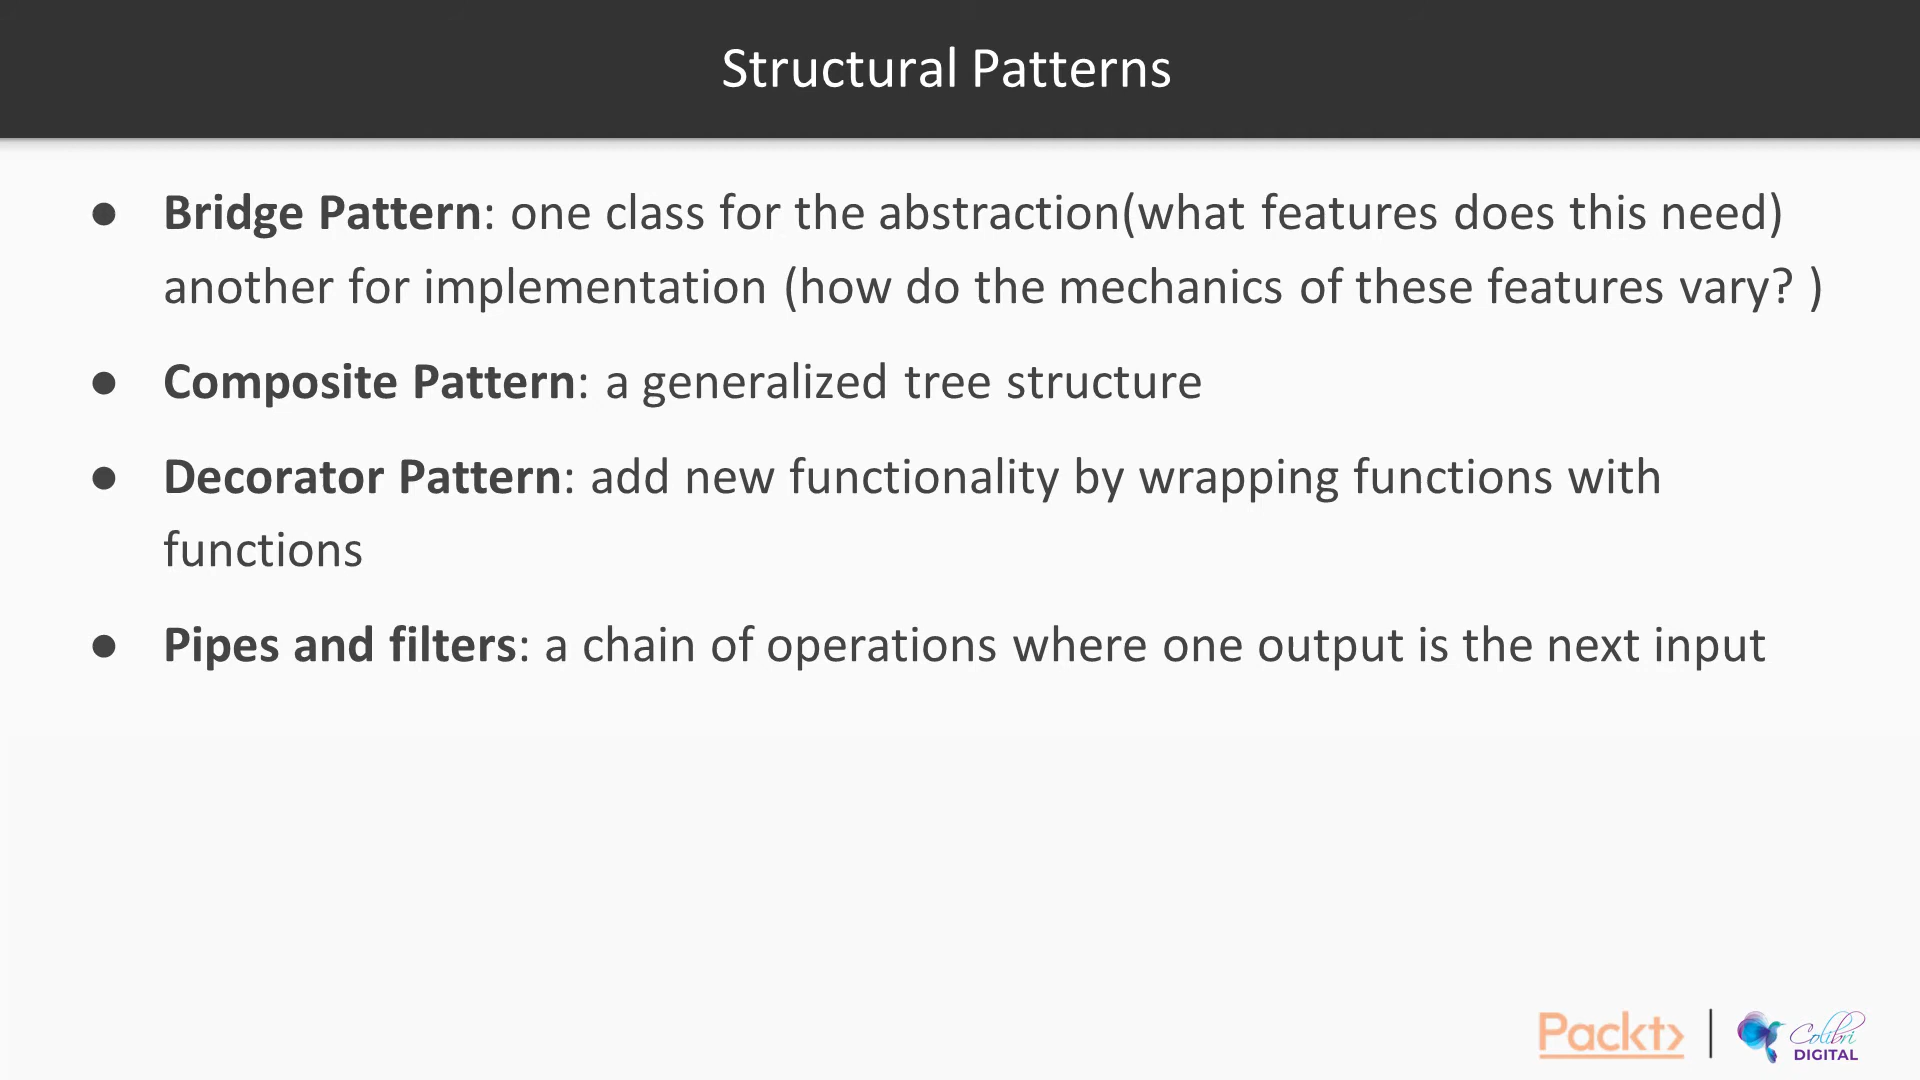 Structural Patterns
● Bridge Pattern: one class for the abstraction(what features does this need)
another for implementation (how do the mechanics of these features vary? )
● Composite Pattern: a generalized tree structure
● Decorator Pattern: add new functionality by wrapping functions with
functions
● Pipes and filters: a chain of operations where one output is the next input
Packt> | Colibri
DIGITAL